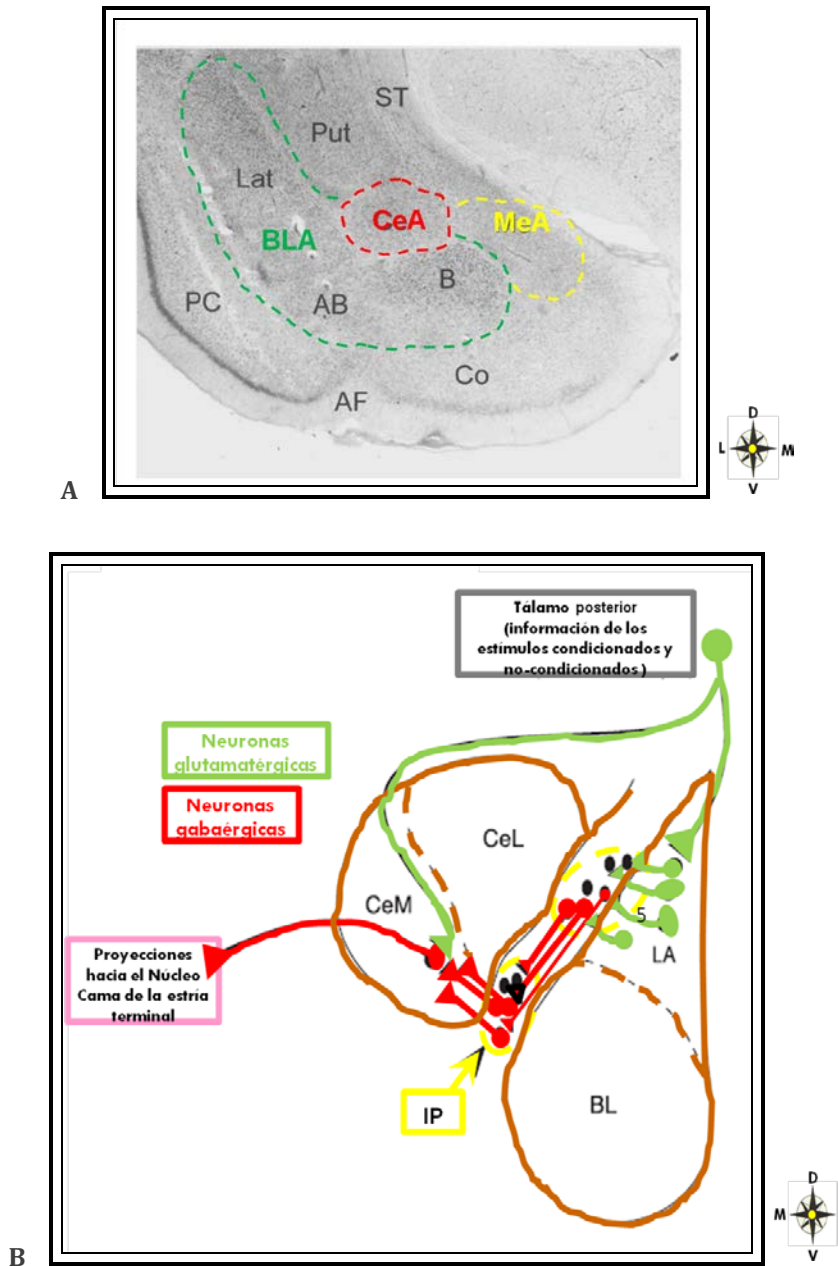 ST
Put
Lat
CeA
MeA
BLA
B
PC
AB
Co
AF
D
L
M
V
A
Tálamo posterior
(información de los
estímulos condicionados y
no-condicionados )
Neuronas
glutamatérgicas
Neuronas
gabaérgicas
CeL
CeM
5
LA
Proyecciones
hacia el Núcleo
Cama de la estría
terminal
IP
BL
D
M
V
B